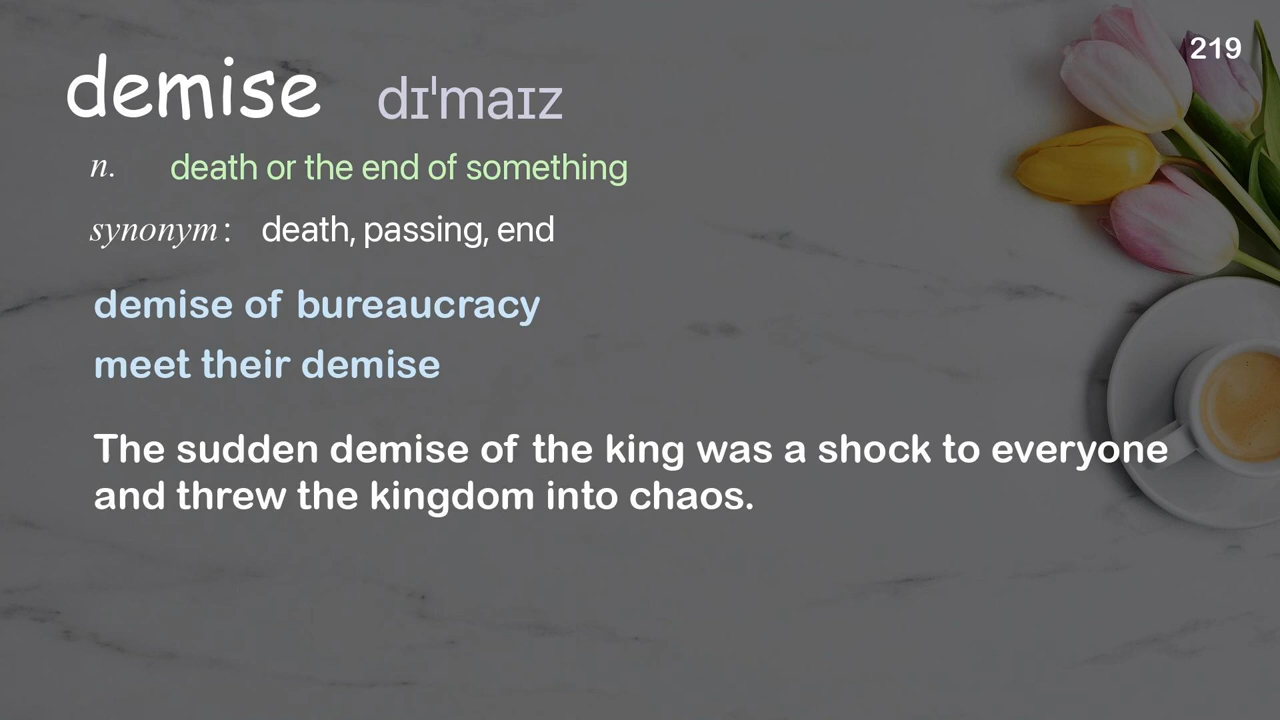 219
demise dɪˈmaɪz
n. death or the end of something
synonym: death, passing, end
demise of bureaucracy
meet their demise
The sudden demise of the king was a shock to everyone
and threw the kingdom into chaos.